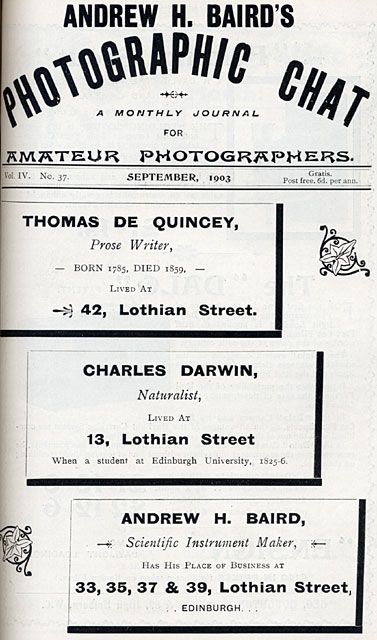 ANDREW H. BAIRD'S
PHOTOGRAPHIC CHAT
A MONTHLY JOURNAL
FOR
AMATEUR PHOTOGRAPHERS.
Vol. IV. No. 37. SEPTEMBER, 1903 Gratis.
Post free, 6d. per ann.
THOMAS DE QUINCEY,
Prose Writer,
— BORN 1785, DIED 1859. —
LIVED AT
42, Lothian Street.
CHARLES DARWIN,
Naturalist,
LIVED AT
13, Lothian Street
When a student at Edinburgh University, 1825-6.
ANDREW H. BAIRD,
Scientific Instrument Maker,
HAS HIS PLACE OF BUSINESS AT
33, 35, 37 & 39, Lothian Street,
. EDINBURGH. . .